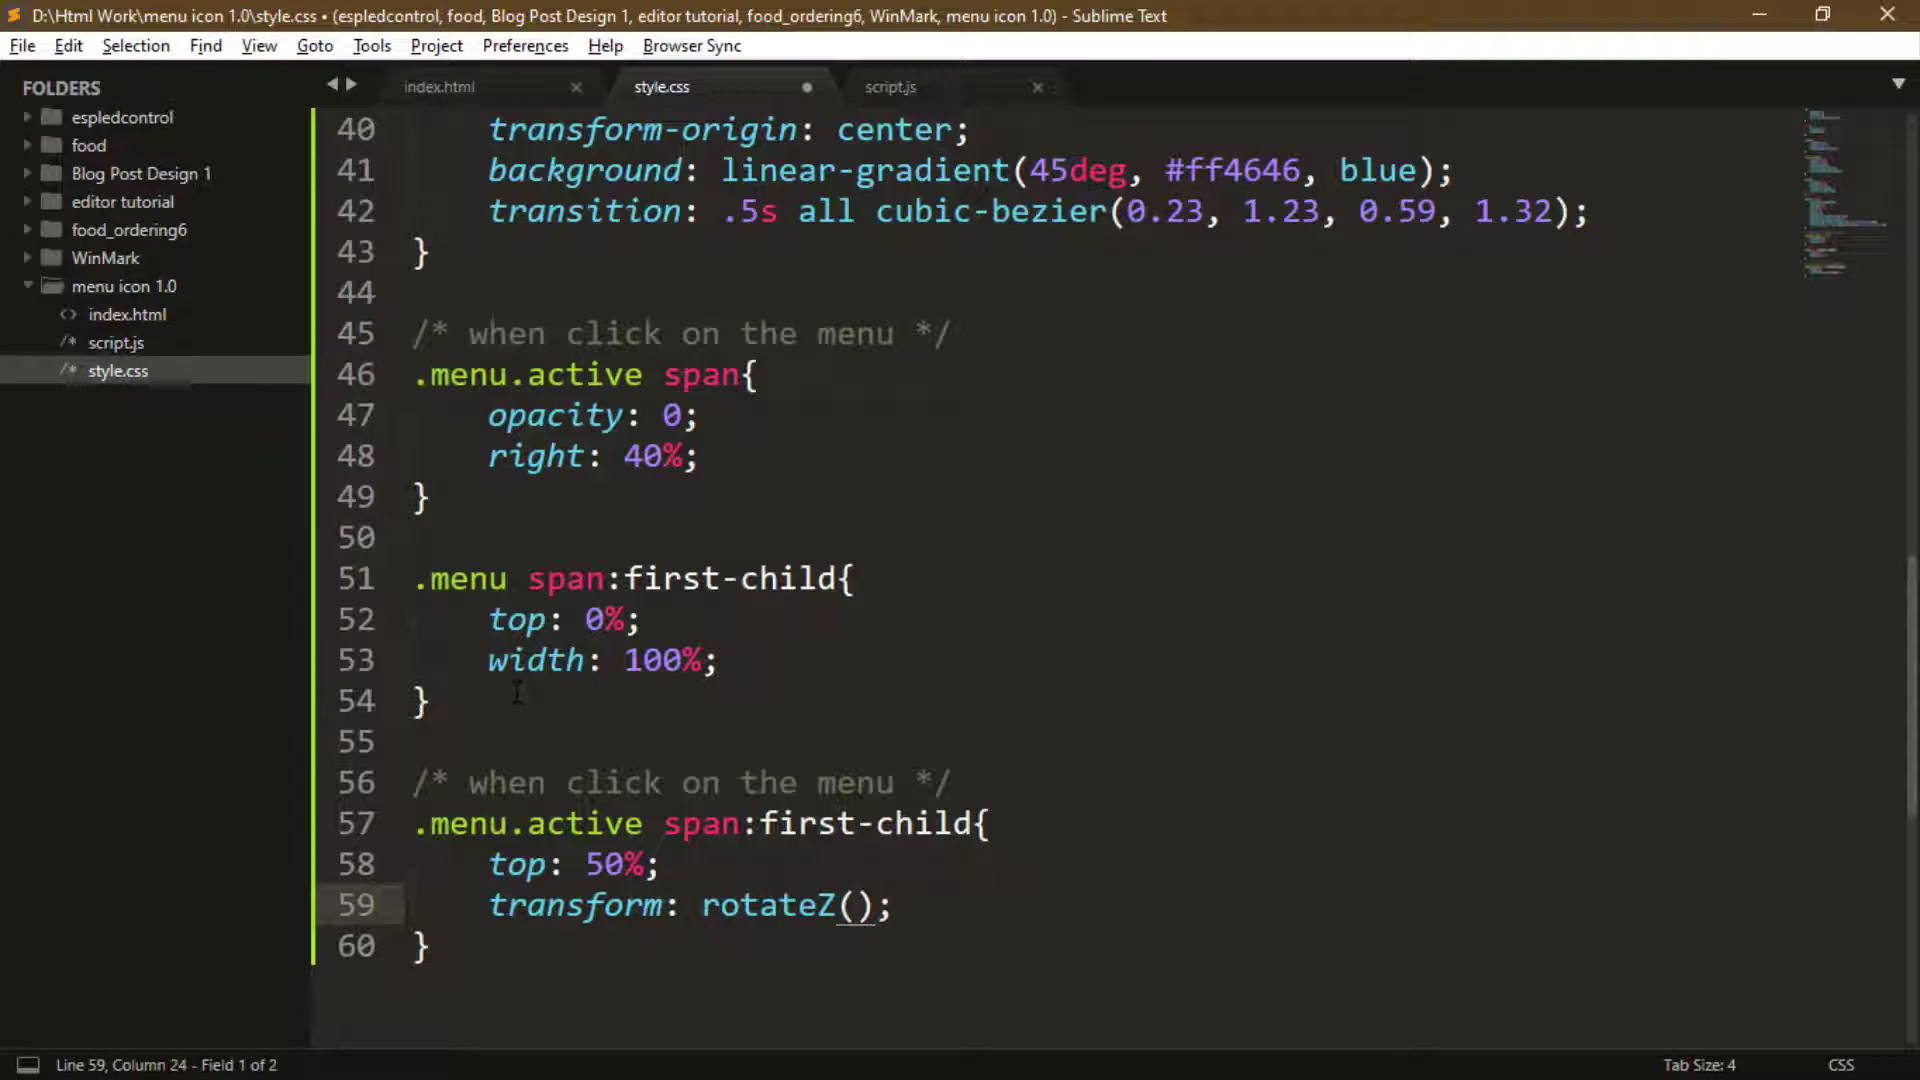 D:\Html Work\menu icon 1.0\style.css • (espledcontrol, food, Blog Post Design 1, editor tutorial, food_ordering6, WinMark, menu icon 1.0) - Sublime Text
File Edit Selection Find View Goto Tools Project Preferences Help Browser Sync
FOLDERS
espledcontrol
food
Blog Post Design 1
editor tutorial
food_ordering6
WinMark
menu icon 1.0
<> index.html
/* script.js
/* style.css
index.html × style.css • script.js ×
40 transform-origin: center;
41 background: linear-gradient(45deg, #ff4646, blue);
42 transition: .5s all cubic-bezier(0.23, 1.23, 0.59, 1.32);
43 }
44
45 /* when click on the menu */
46 .menu.active span{
47 opacity: 0;
48 right: 40%;
49 }
50
51 .menu span:first-child{
52 top: 0%;
53 width: 100%;
54 }
55
56 /* when click on the menu */
57 .menu.active span:first-child{
58 top: 50%;
59 transform: rotateZ();
60 }
Line 59, Column 24 - Field 1 of 2
Tab Size: 4
CSS